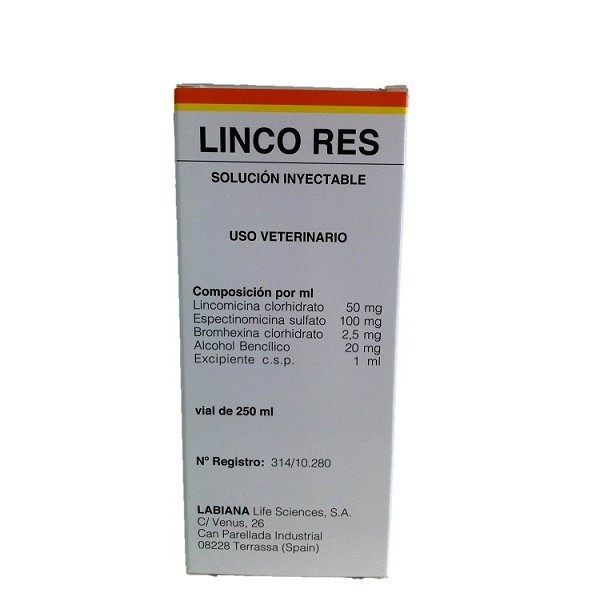 LINCO RES
SOLUCIÓN INYECTABLE
USO VETERINARIO
Composición por ml
Lincomicina clorhidrato 50 mg
Espectinomicina sulfato 100 mg
Bromhexina clorhidrato 2,5 mg
Alcohol Bencílico 20 mg
Excipiente c.s.p. 1 ml
vial de 250 ml
Nº Registro: 314/10.280
LABIANA Life Sciences, S.A.
C/ Venus, 26
Can Parellada Industrial
08228 Terrassa (Spain)